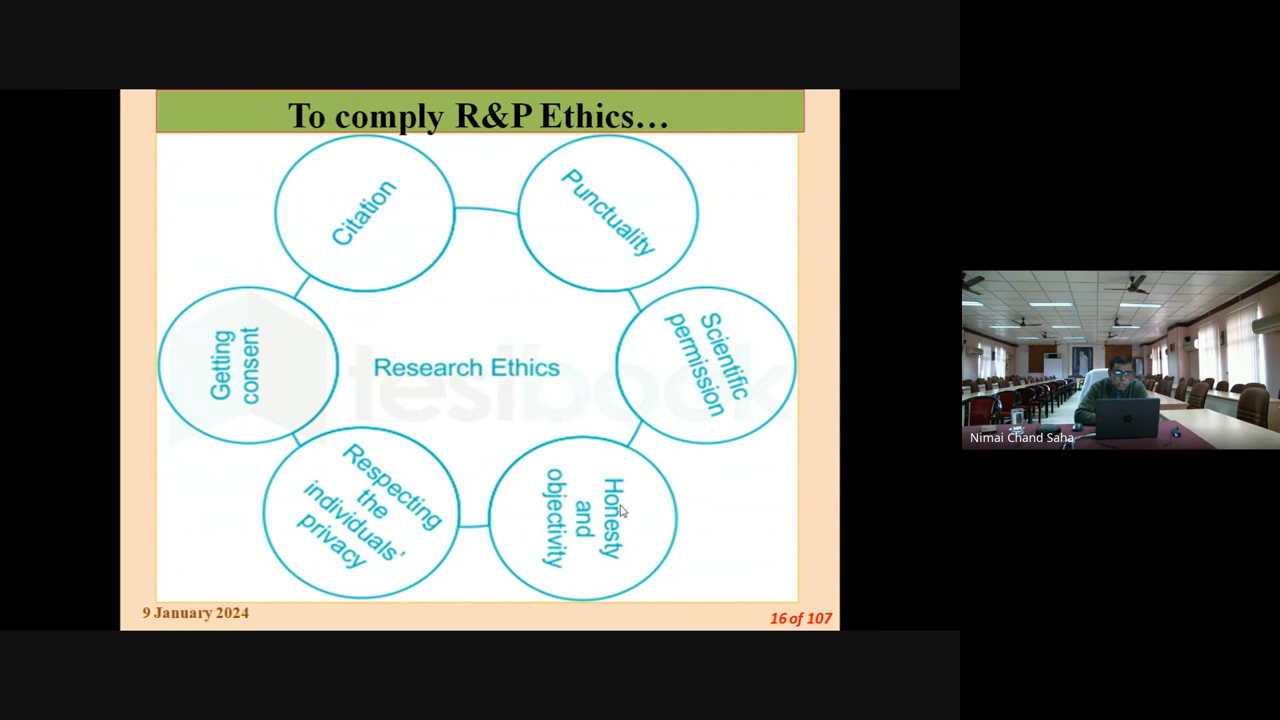 To comply R&P Ethics...
Citation
Punctuality
Getting
consent
Research Ethics
Scientific
permission
Respecting
the
individuals'
privacy
Honesty
and
objectivity
testbook
9 January 2024
16 of 107
Nimai Chand Saha